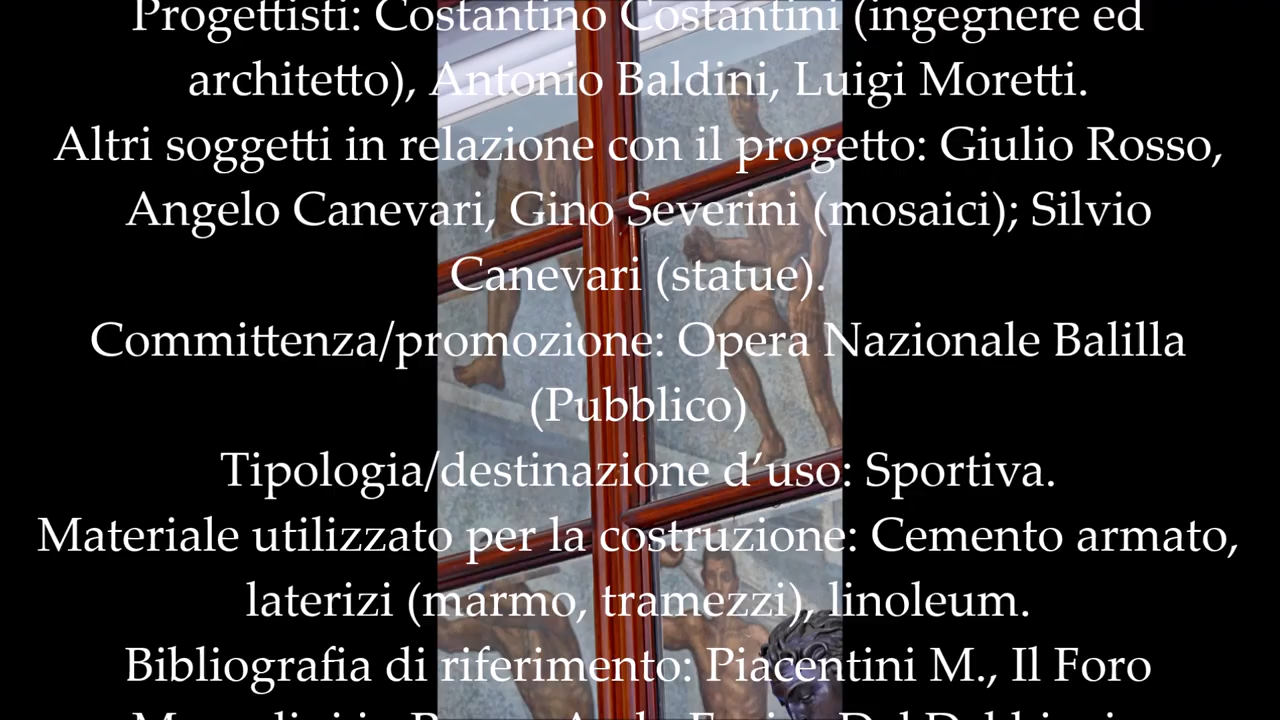 Progettisti: Costantino Costantini (ingegnere ed
architetto), Antonio Baldini, Luigi Moretti.
Altri soggetti in relazione con il progetto: Giulio Rosso,
Angelo Canevari, Gino Severini (mosaici); Silvio
Canevari (statue).
Committenza/promozione: Opera Nazionale Balilla
(Pubblico)
Tipologia/destinazione d’uso: Sportiva.
Materiale utilizzato per la costruzione: Cemento armato,
laterizi (marmo, tramezzi), linoleum.
Bibliografia di riferimento: Piacentini M., Il Foro